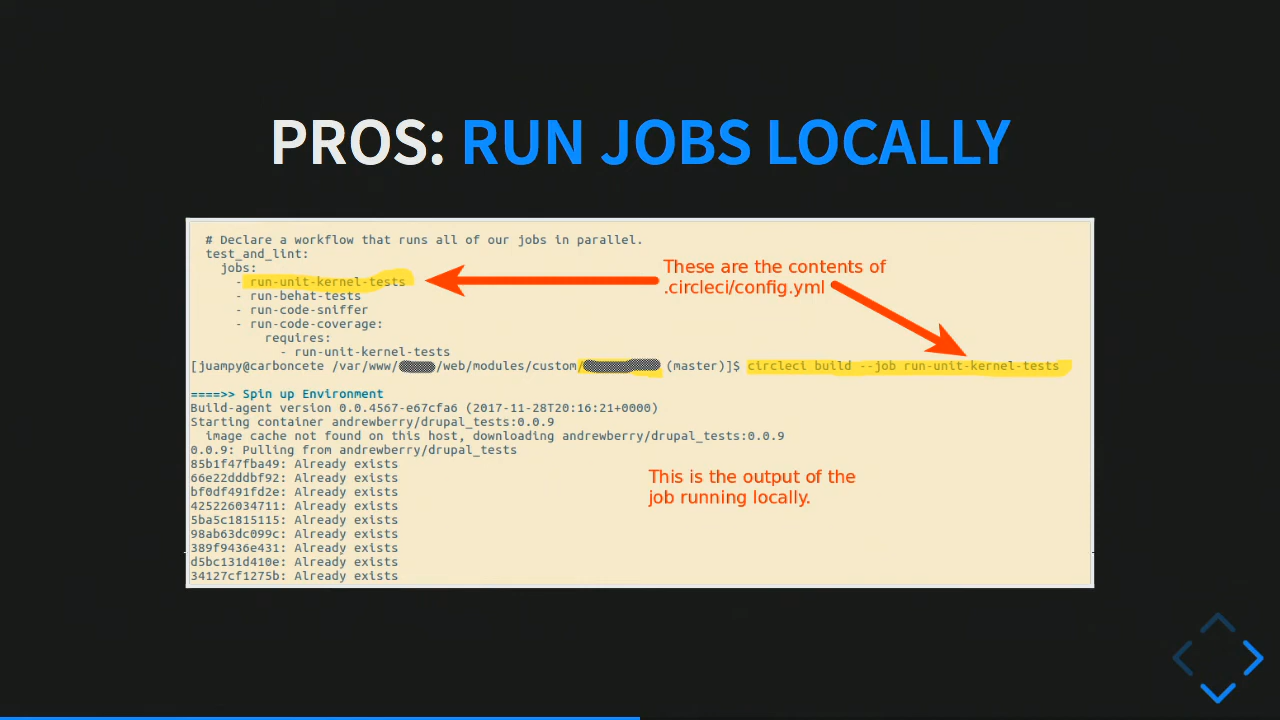 PROS: RUN JOBS LOCALLY
# Declare a workflow that runs all of our jobs in parallel.
test_and_lint:
jobs:
- run-unit-kernel-tests
- run-behat-tests
- run-code-sniffer
- run-code-coverage:
requires:
- run-unit-kernel-tests
These are the contents of
.circleci/config.yml
[juampy@carboncete /var/www/ /web/modules/custom/ (master)]$ circleci build --job run-unit-kernel-tests
====>> Spin up Environment
Build-agent version 0.0.4567-e67cfa6 (2017-11-28T20:16:21+0000)
Starting container andrewberry/drupal_tests:0.0.9
image cache not found on this host, downloading andrewberry/drupal_tests:0.0.9
0.0.9: Pulling from andrewberry/drupal_tests
85b1f47fba49: Already exists
66e22dddbf92: Already exists
bf0df491fd2e: Already exists
425226034711: Already exists
5ba5c1815115: Already exists
98ab63dc099c: Already exists
389f9436e431: Already exists
d5bc131d410e: Already exists
34127cf1275b: Already exists
This is the output of the
job running locally.